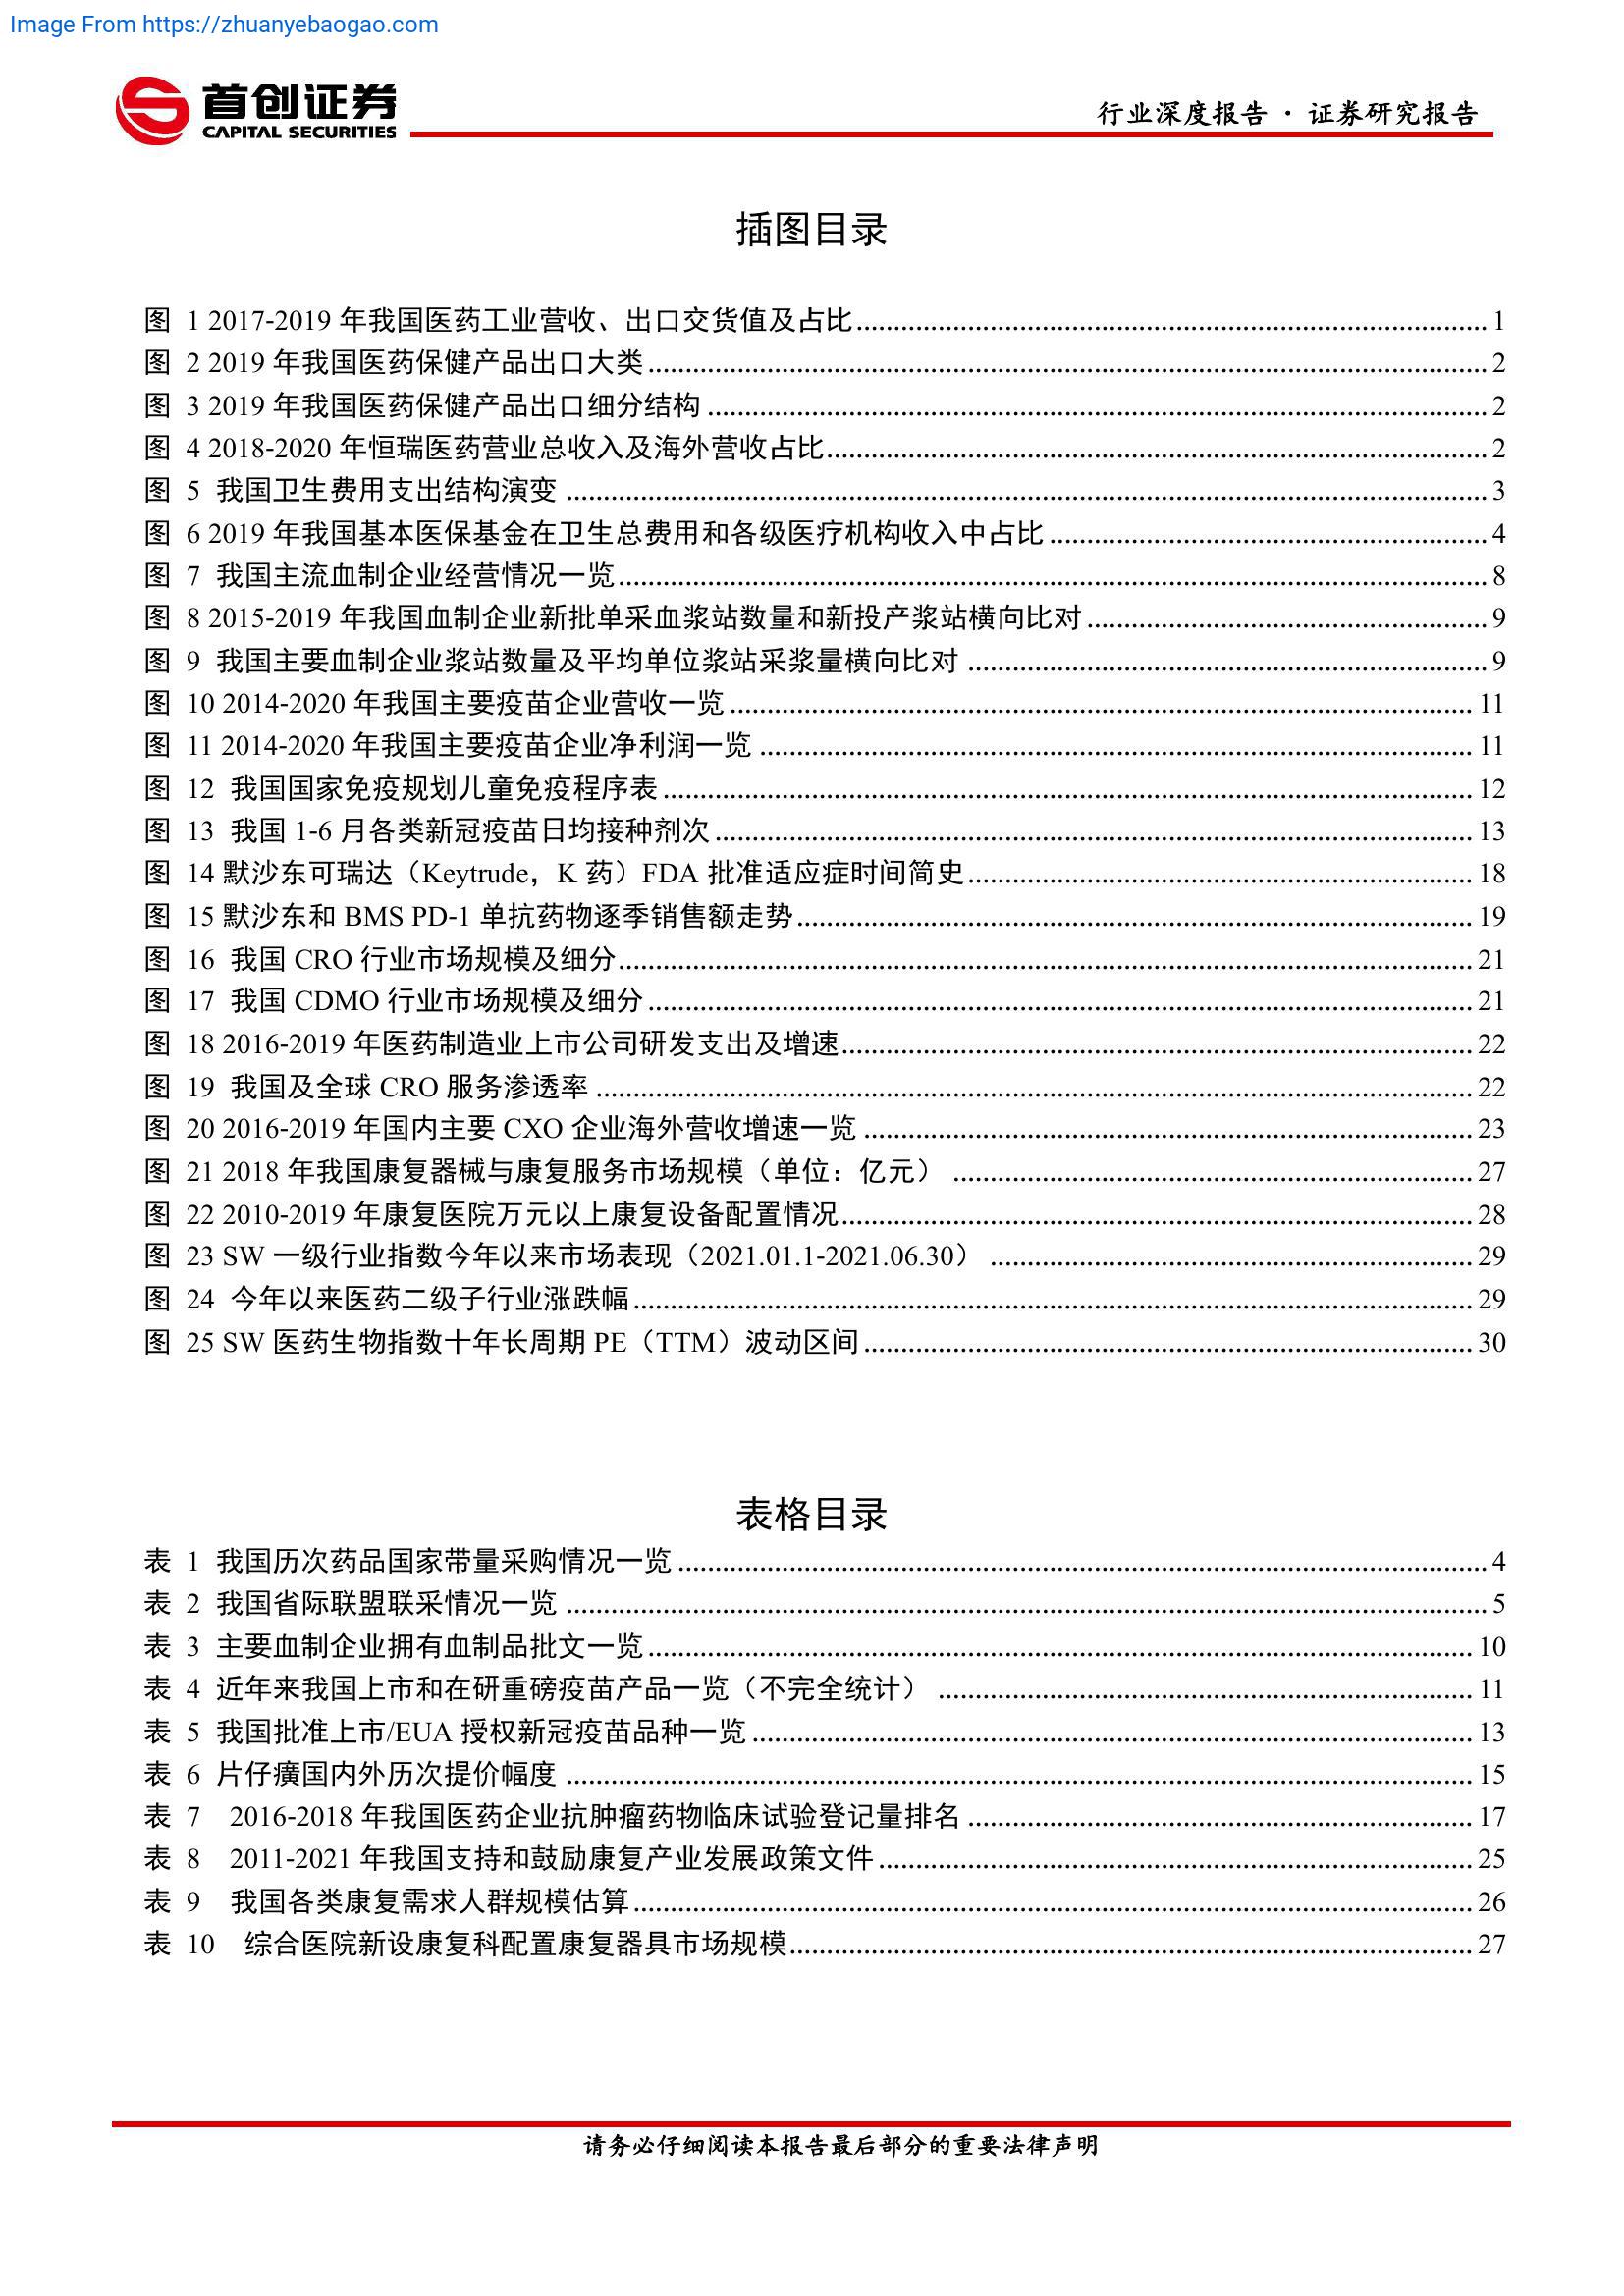 Image From https://zhuanyebaogao.com
首创证券
CAPITAL SECURITIES
行业深度报告 · 证券研究报告
插图目录
图 1 2017-2019 年我国医药工业营收、出口交货值及占比 1
图 2 2019 年我国医药保健产品出口大类 2
图 3 2019 年我国医药保健产品出口细分结构 2
图 4 2018-2020 年恒瑞医药营业总收入及海外营收占比 2
图 5 我国卫生费用支出结构演变 3
图 6 2019 年我国基本医保基金在卫生总费用和各级医疗机构收入中占比 4
图 7 我国主流血制企业经营情况一览 8
图 8 2015-2019 年我国血制企业新批单采血浆站数量和新投产浆站横向比对 9
图 9 我国主要血制企业浆站数量及平均单位浆站采浆量横向比对 9
图 10 2014-2020 年我国主要疫苗企业营收一览 11
图 11 2014-2020 年我国主要疫苗企业净利润一览 11
图 12 我国国家免疫规划儿童免疫程序表 12
图 13 我国 1-6 月各类新冠疫苗日均接种剂次 13
图 14 默沙东可瑞达（Keytrude，K 药）FDA 批准适应症时间简史 18
图 15 默沙东和 BMS PD-1 单抗药物逐季销售额走势 19
图 16 我国 CRO 行业市场规模及细分 21
图 17 我国 CDMO 行业市场规模及细分 21
图 18 2016-2019 年医药制造业上市公司研发支出及增速 22
图 19 我国及全球 CRO 服务渗透率 22
图 20 2016-2019 年国内主要 CXO 企业海外营收增速一览 23
图 21 2018 年我国康复器械与康复服务市场规模（单位：亿元） 27
图 22 2010-2019 年康复医院万元以上康复设备配置情况 28
图 23 SW 一级行业指数今年以来市场表现（2021.01.1-2021.06.30） 29
图 24 今年以来医药二级子行业涨跌幅 29
图 25 SW 医药生物指数十年长周期 PE（TTM）波动区间 30
表格目录
表 1 我国历次药品国家带量采购情况一览 4
表 2 我国省际联盟联采情况一览 5
表 3 主要血制企业拥有血制品批文一览 10
表 4 近年来我国上市和在研重磅疫苗产品一览（不完全统计） 11
表 5 我国批准上市/EUA 授权新冠疫苗品种一览 13
表 6 片仔癀国内外历次提价幅度 15
表 7 2016-2018 年我国医药企业抗肿瘤药物临床试验登记量排名 17
表 8 2011-2021 年我国支持和鼓励康复产业发展政策文件 25
表 9 我国各类康复需求人群规模估算 26
表 10 综合医院新设康复科配置康复器具市场规模 27
请务必仔细阅读本报告最后部分的重要法律声明